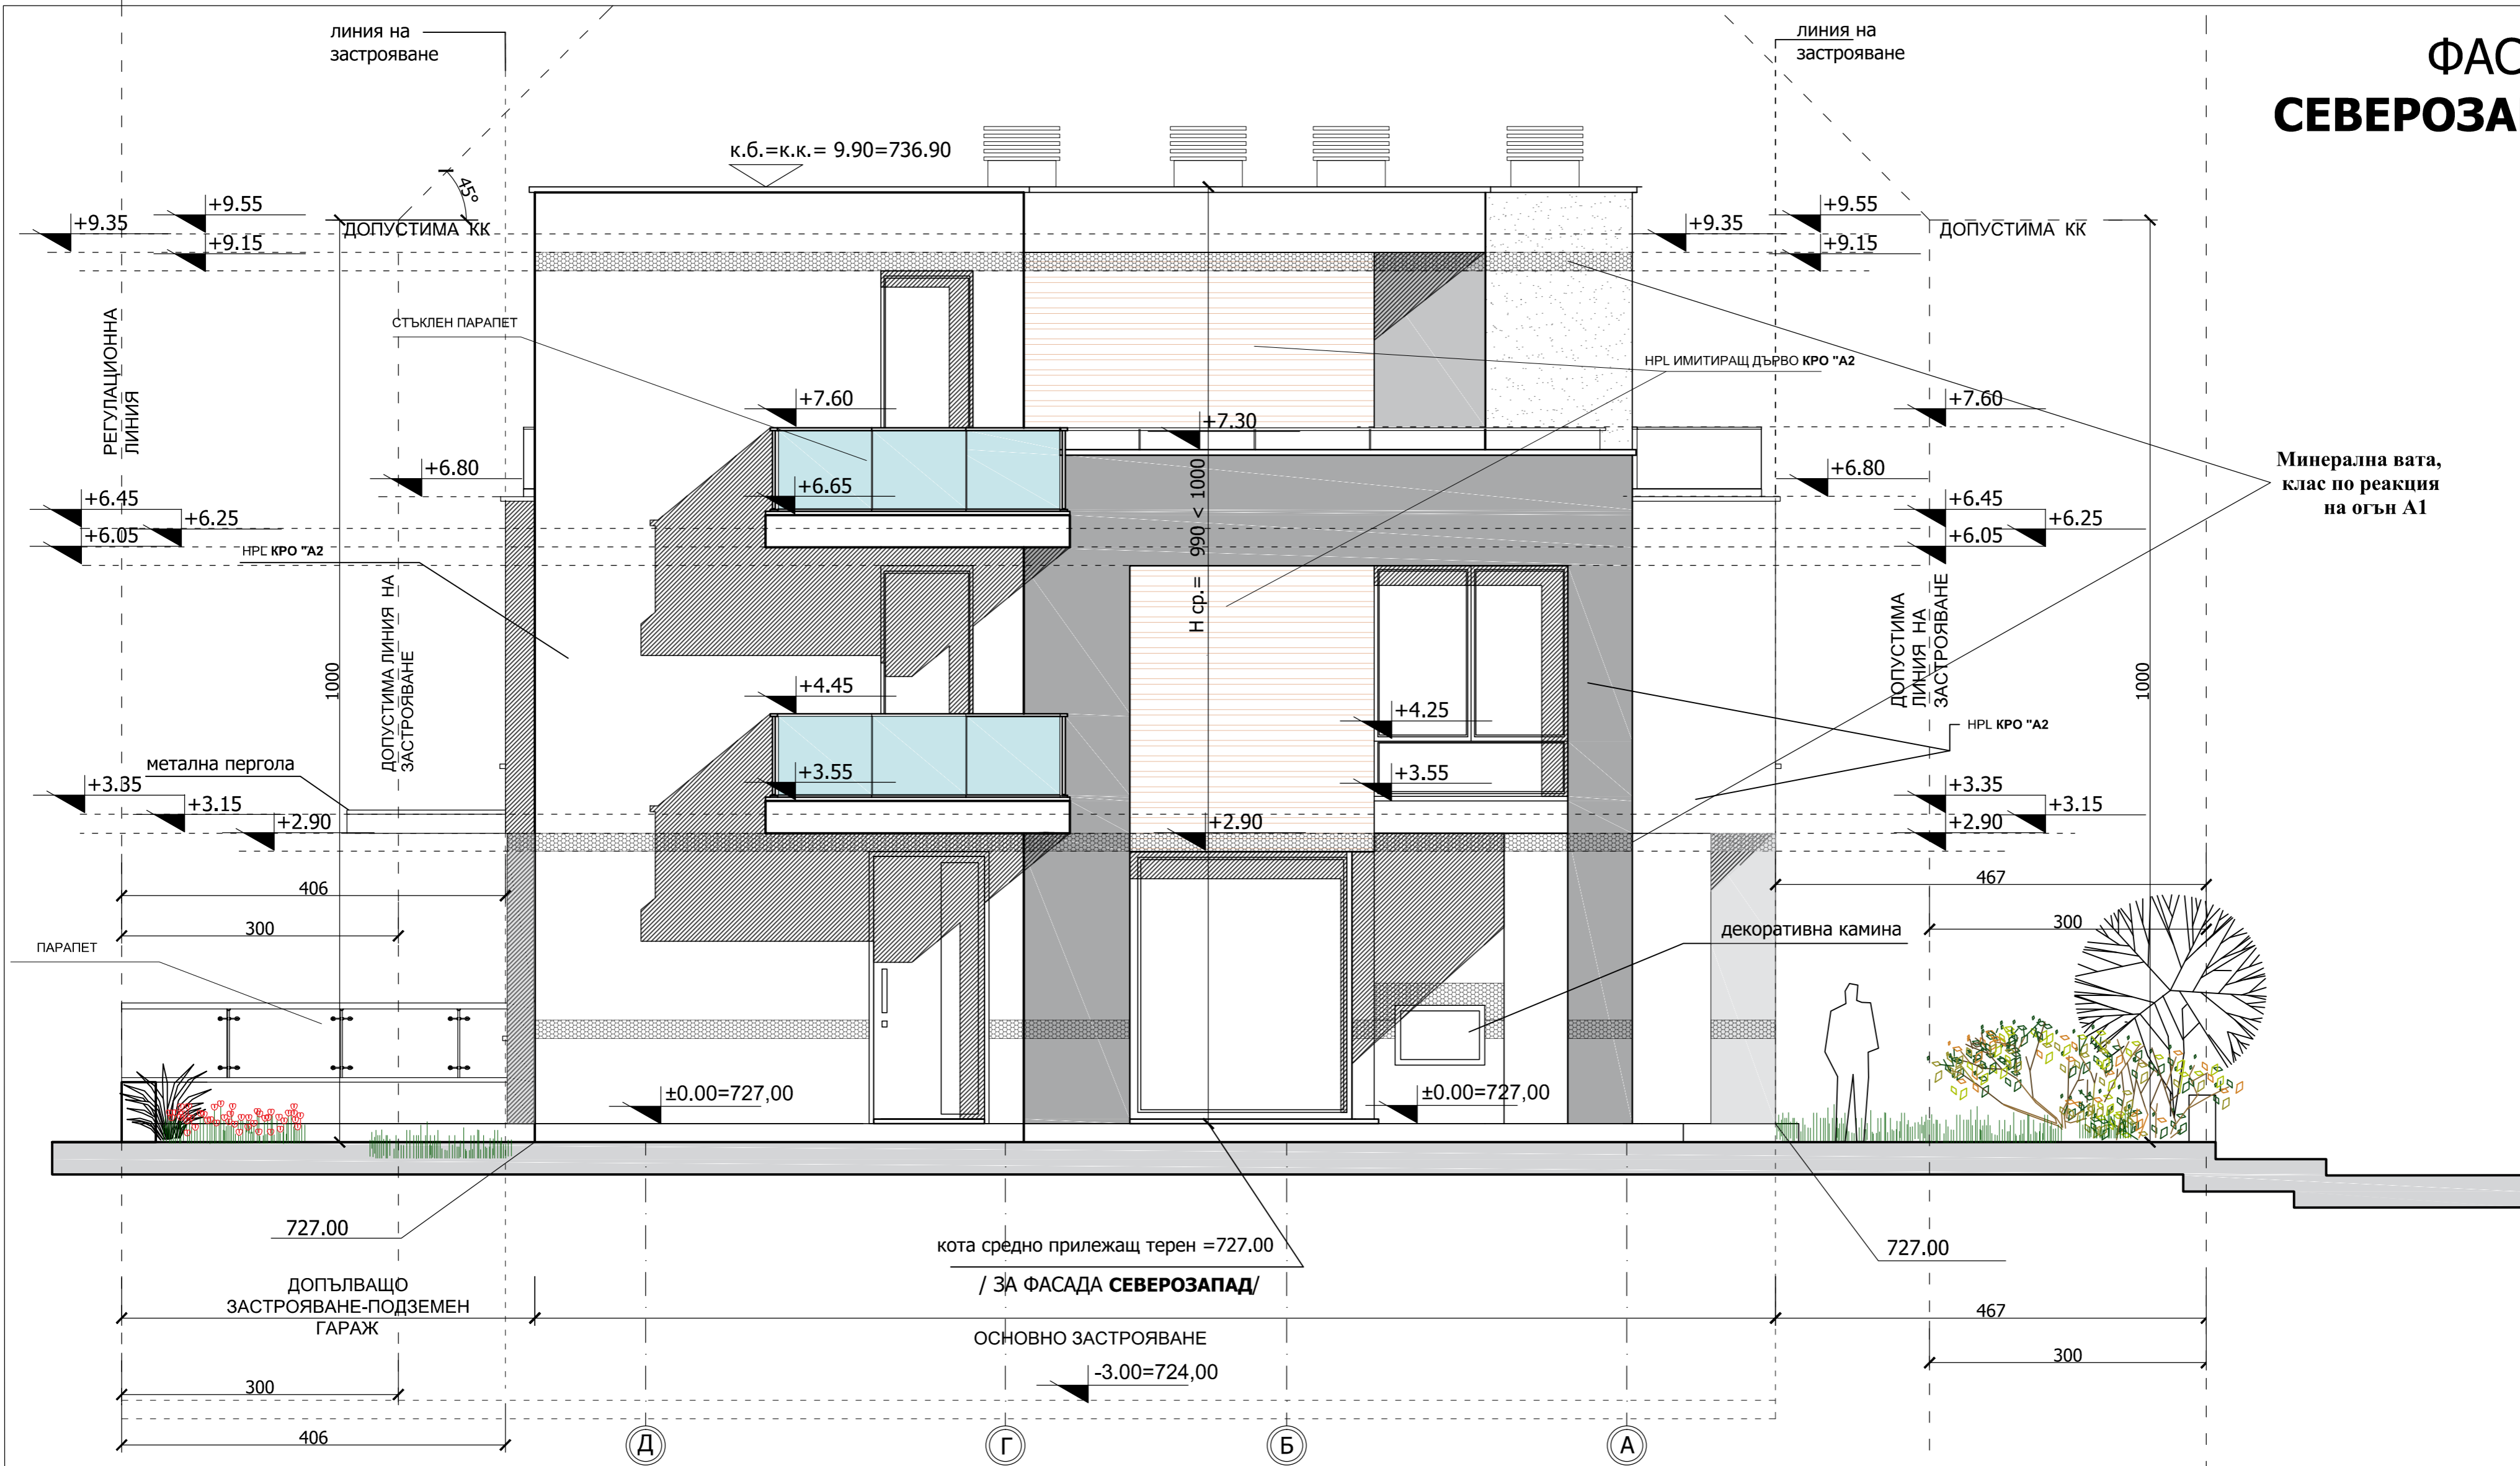 линия на
застрояване
линия на
застрояване
ФАС
СЕВЕРОЗА
к.б.=к.к.= 9.90=736.90
45°
+9.55
+9.35
+9.15
ДОПУСТИМА КК
+9.35
+9.55
+9.15
ДОПУСТИМА КК
РЕГУЛАЦИОННА
ЛИНИЯ
СТЪКЛЕН ПАРАПЕТ
HPL ИМИТИРАЩ ДЪРВО КРО "А2
+7.60
+7.30
+7.60
Минерална вата,
клас по реакция
на огън А1
+6.80
+6.65
+6.80
+6.45
+6.25
+6.05
+6.45
+6.25
+6.05
HPL КРО "А2
H ср.= 990 < 1000
1000
ДОПУСТИМА ЛИНИЯ НА
ЗАСТРОЯВАНЕ
ДОПУСТИМА
ЛИНИЯ НА
ЗАСТРОЯВАНЕ
1000
+4.45
+4.25
HPL КРО "А2
метална пергола
+3.55
+3.55
+3.35
+3.15
+2.90
+2.90
+3.35
+3.15
+2.90
406
467
300
300
ПАРАПЕТ
декоративна камина
±0.00=727,00
±0.00=727,00
727.00
кота средно прилежащ терен =727.00
/ ЗА ФАСАДА СЕВЕРОЗАПАД/
727.00
ДОПЪЛВАЩО
ЗАСТРОЯВАНЕ-ПОДЗЕМЕН
ГАРАЖ
ОСНОВНО ЗАСТРОЯВАНЕ
467
-3.00=724,00
300
300
406
Д
Г
Б
А